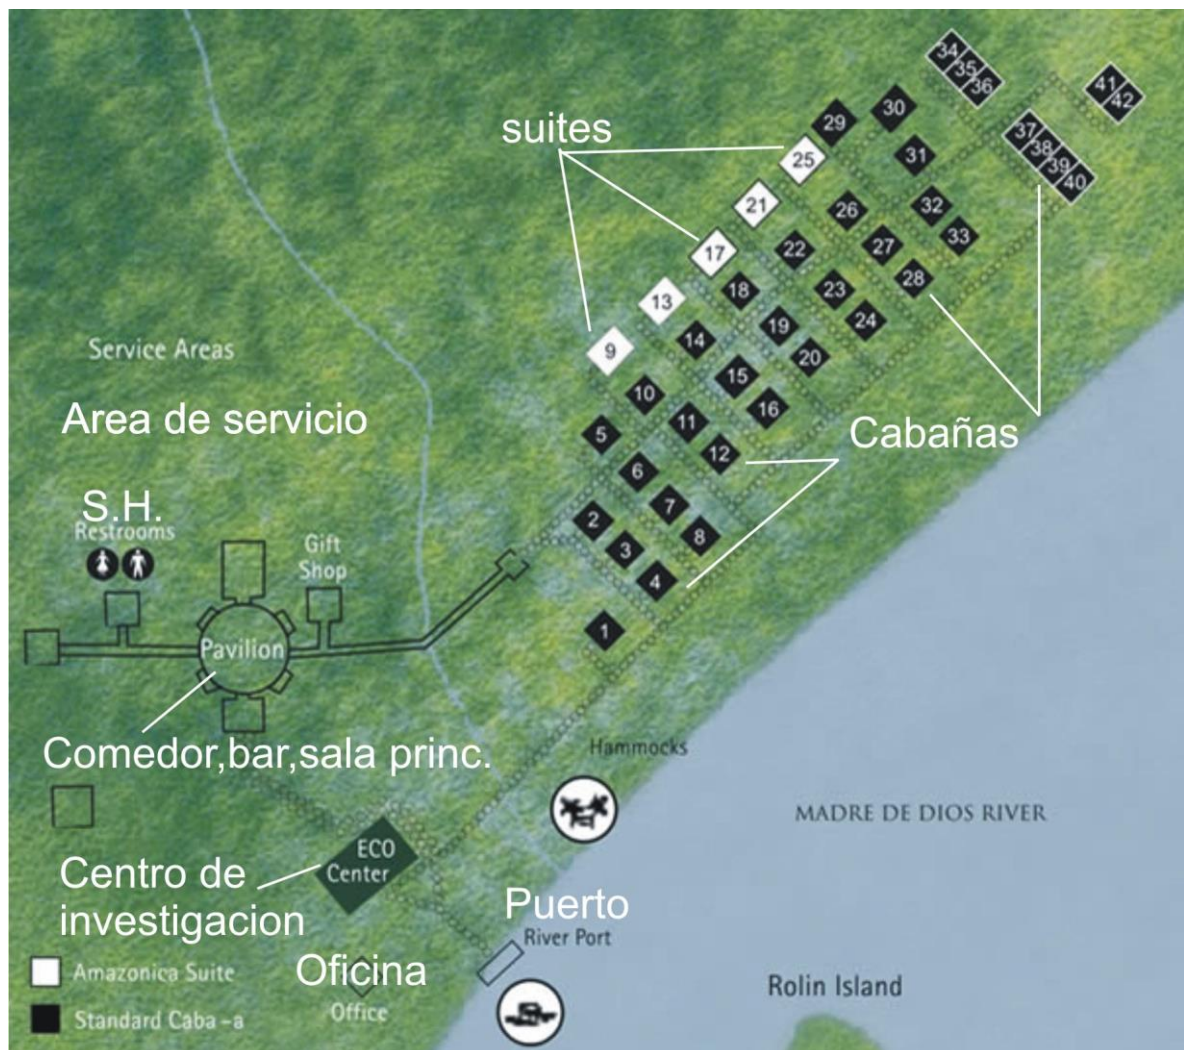 34
35
36
41
42
30
29
suites
37
38
39
40
25
31
21
26
32
33
17
22
27
28
18
23
13
24
19
14
9
20
15
10
16
11
5
12
Cabañas
6
7
2
8
3
4
1
Service Areas
Area de servicio
S.H.
Restrooms
Gift
Shop
Pavilion
Comedor,bar,sala princ.
Hammocks
MADRE DE DIOS RIVER
ECO
Center
Centro de
investigacion
Puerto
River Port
Oficina
Office
Amazonica Suite
Standard Caba-a
Rolin Island